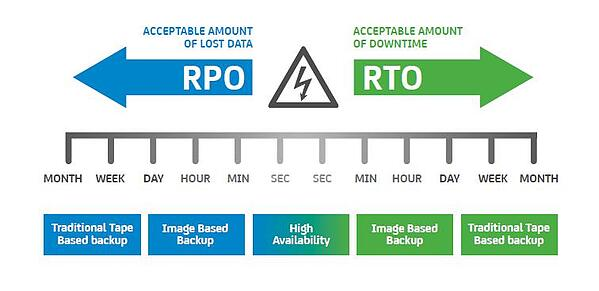 ACCEPTABLE AMOUNT
OF LOST DATA
RPO
ACCEPTABLE AMOUNT
OF DOWNTIME
RTO
MONTH WEEK DAY HOUR MIN SEC SEC MIN HOUR DAY WEEK MONTH
Traditional Tape
Based backup
Image Based
Backup
High
Availability
Image Based
Backup
Traditional Tape
Based backup